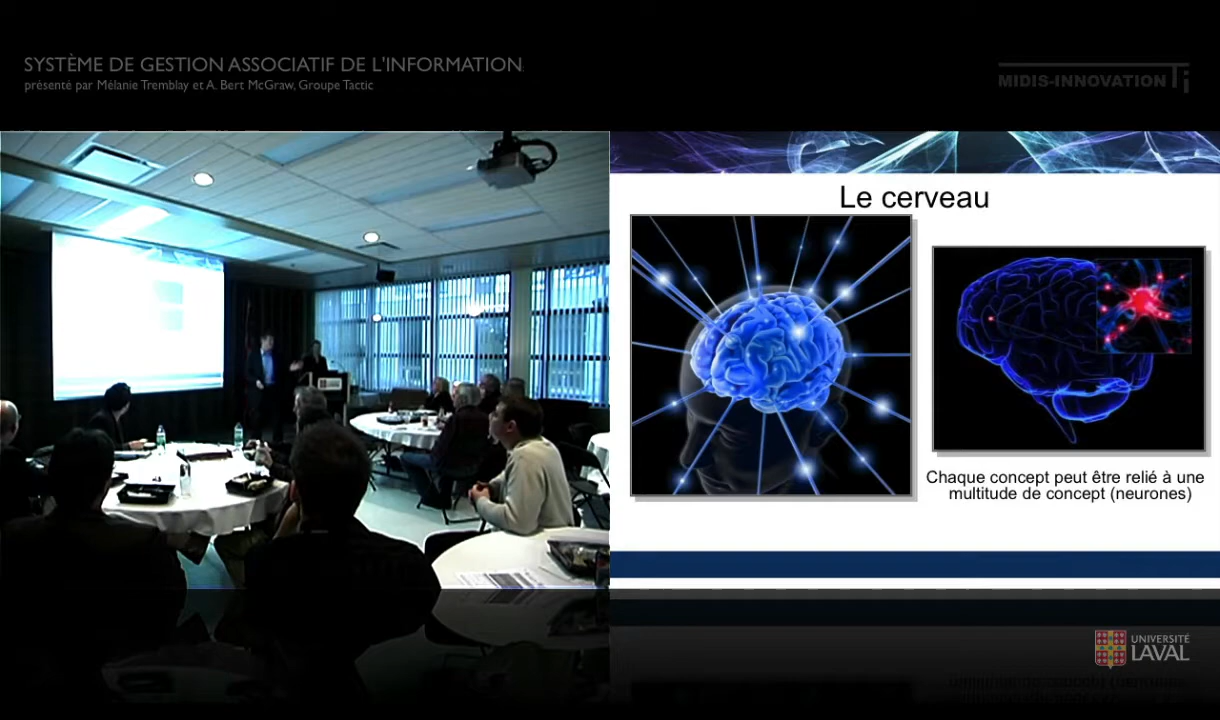 SYSTÈME DE GESTION ASSOCIATIF DE L'INFORMATION
présenté par Mélanie Tremblay et A. Bert McGraw, Groupe Tactic
MIDIS-INNOVATION Ti
Le cerveau
Chaque concept peut être relié à une
multitude de concept (neurones)
UNIVERSITÉ
LAVAL